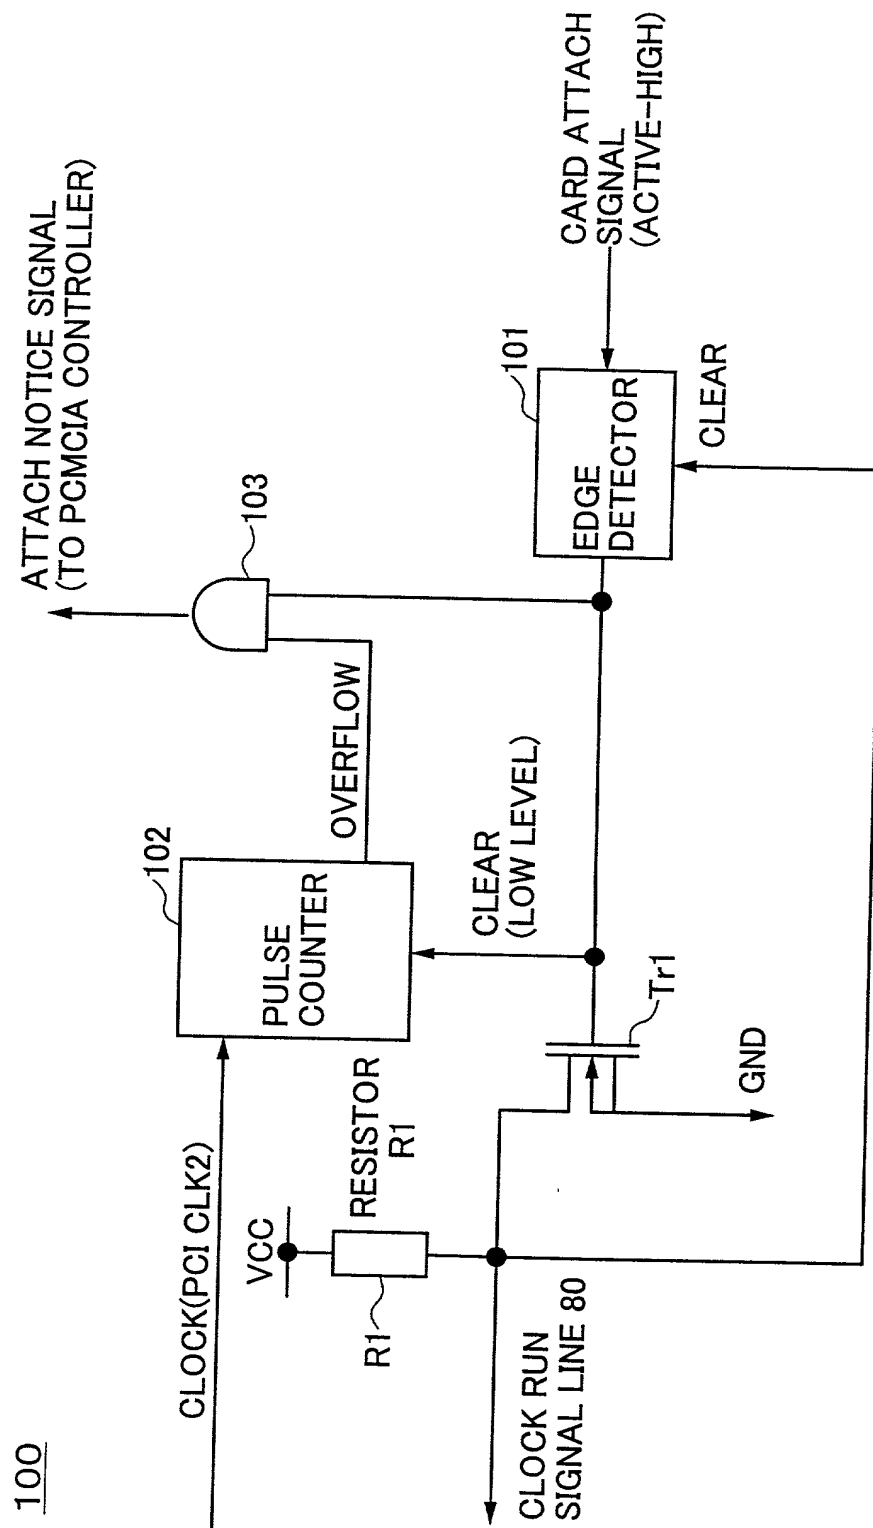 100
CLOCK(PCI CLK2)
VCC
RESISTOR
R1
R1
CLOCK RUN
SIGNAL LINE 80
102
PULSE
COUNTER
OVERFLOW
CLEAR
(LOW LEVEL)
Tr1
GND
ATTACH NOTICE SIGNAL
(TO PCMCIA CONTROLLER)
103
101
EDGE
DETECTOR
CLEAR
CARD ATTACH
SIGNAL
(ACTIVE-HIGH)